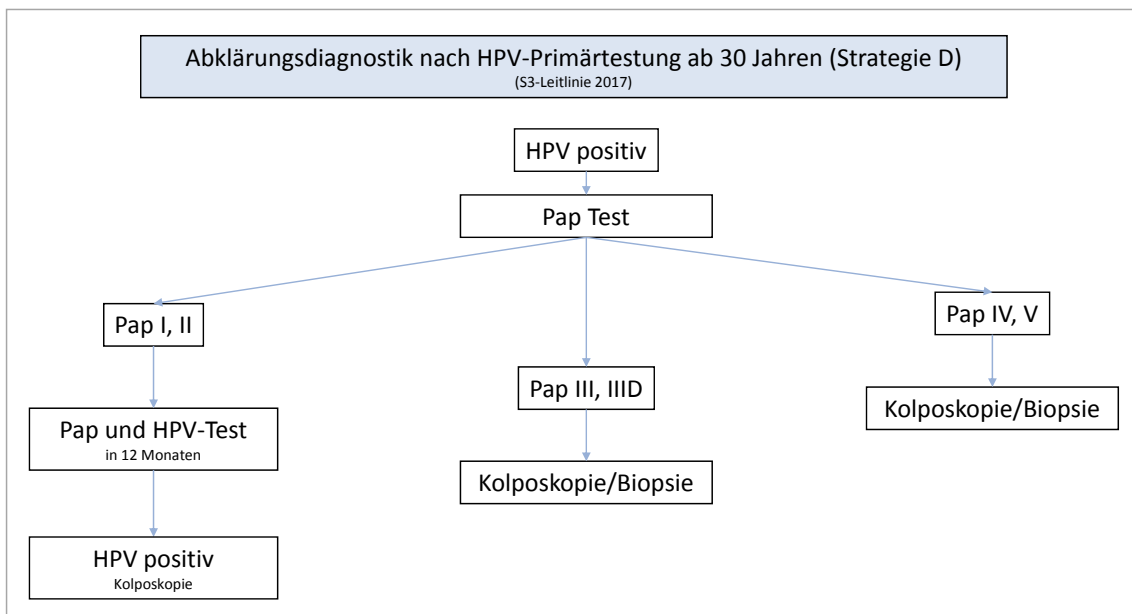 Abklärungsdiagnostik nach HPV-Primärtestung ab 30 Jahren (Strategie D)
(S3-Leitlinie 2017)
HPV positiv
Pap Test
Pap I, II
Pap und HPV-Test
in 12 Monaten
HPV positiv
Kolposkopie
Pap III, IIID
Kolposkopie/Biopsie
Pap IV, V
Kolposkopie/Biopsie